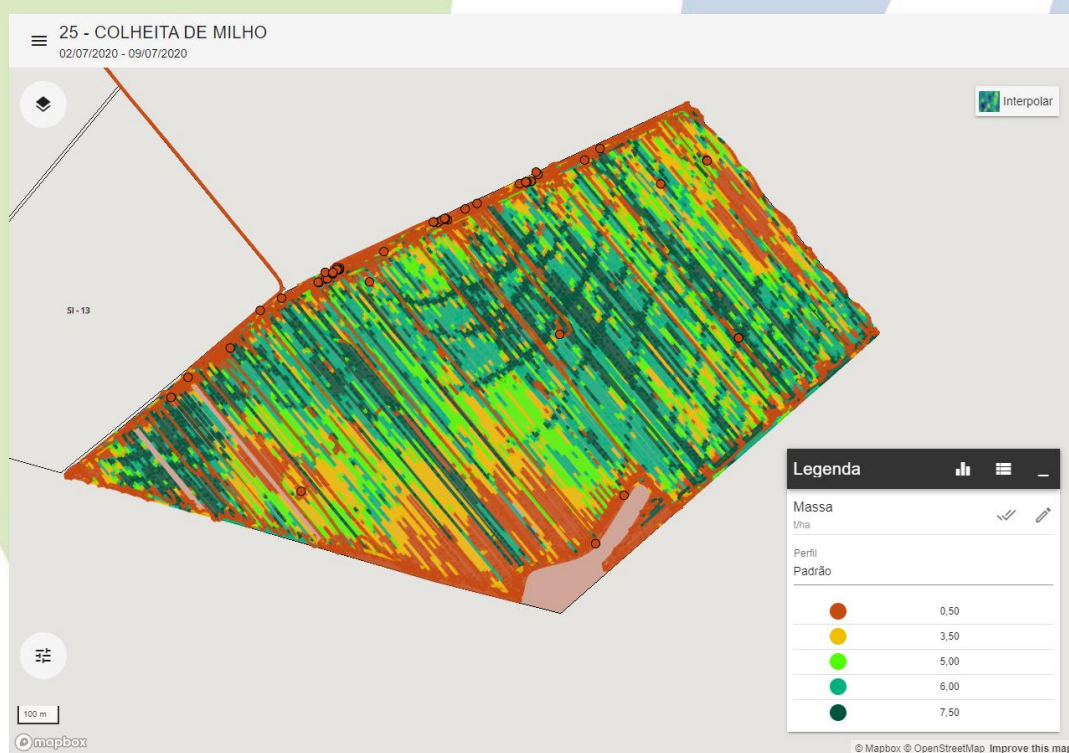 25 - COLHEITA DE MILHO
02/07/2020 - 09/07/2020
Interpolar
SI - 13
Legenda
Massa
t/ha
Perfil
Padrão
0,50
3,50
5,00
6,00
7,50
100 m
mapbox
© Mapbox © OpenStreetMap Improve this map